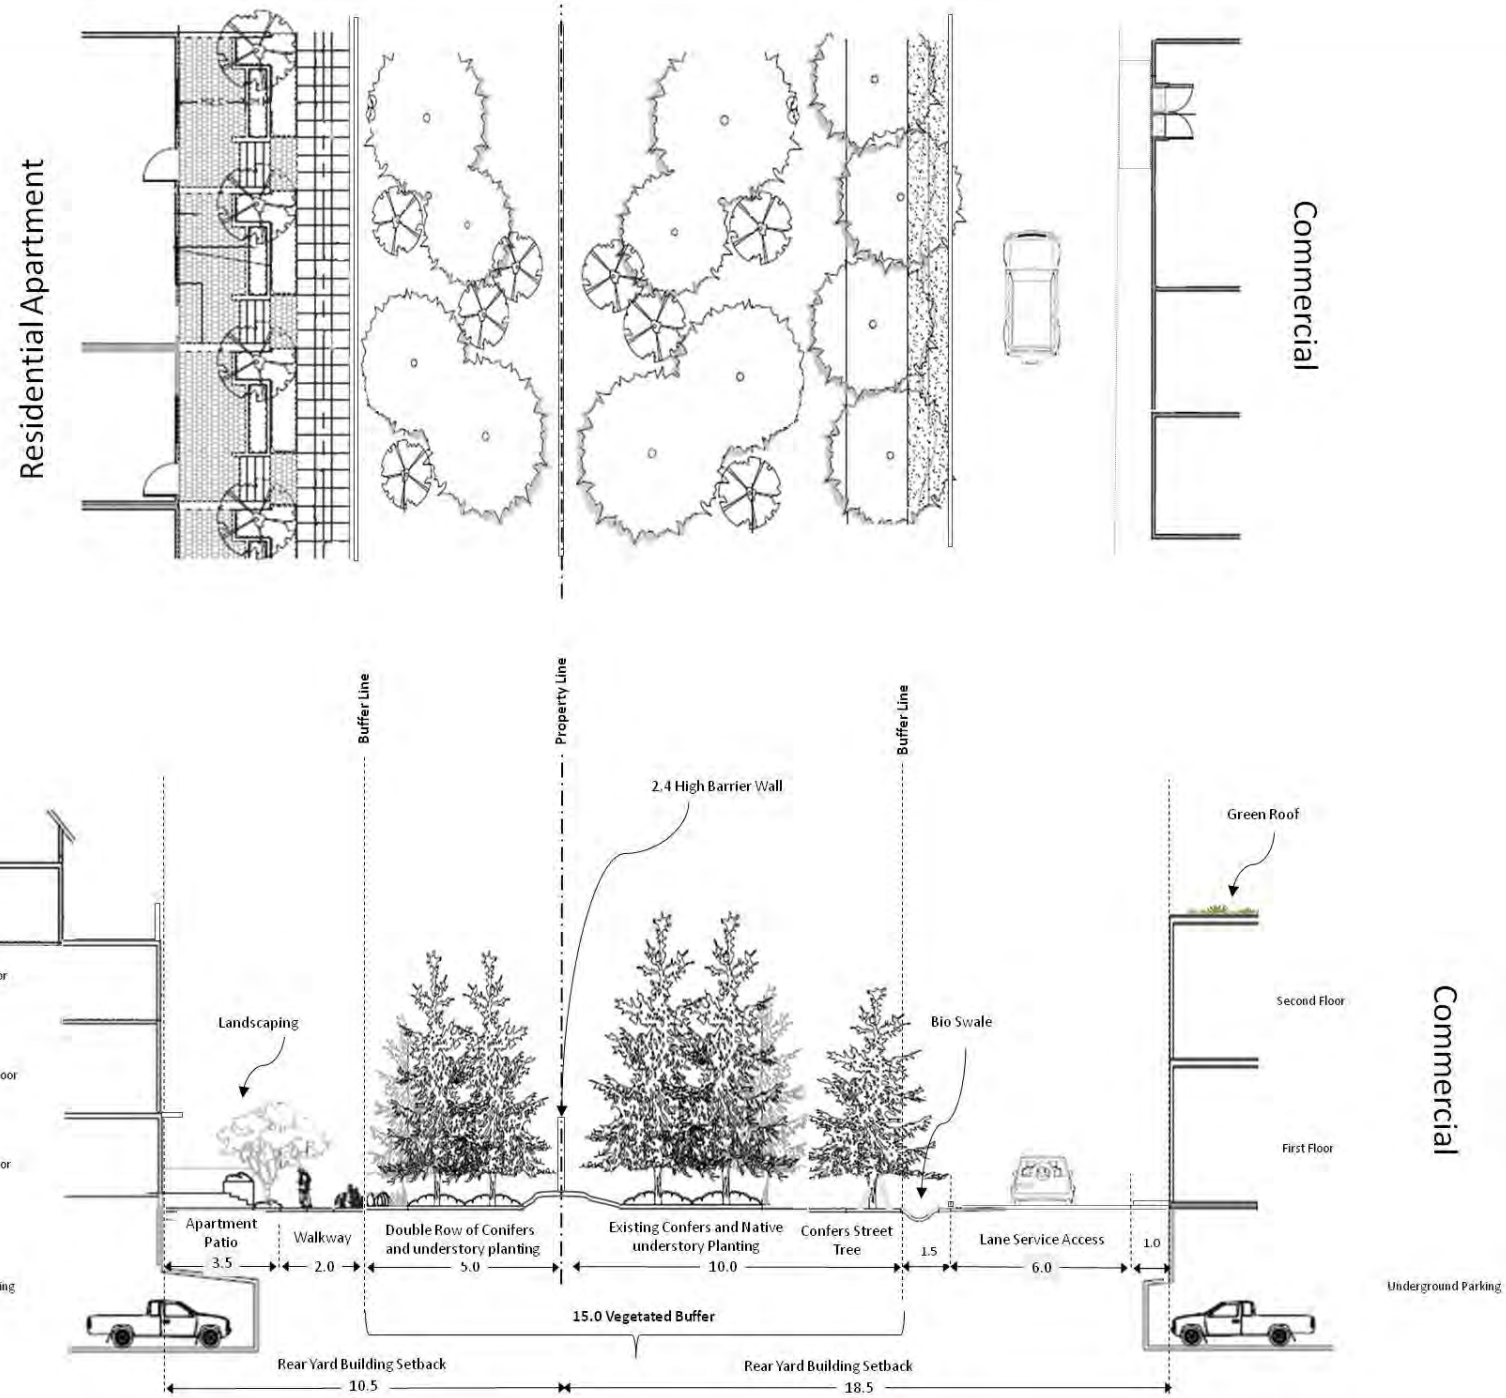 Residential Apartment
Commercial
Buffer Line
Property Line
Buffer Line
2.4 High Barrier Wall
Green Roof
or
Landscaping
Bio Swale
Second Floor
Commercial
oor
or
First Floor
Apartment
Patio
3.5
Walkway
2.0
Double Row of Conifers
and understory planting
5.0
Existing Confers and Native
understory Planting
10.0
Confers Street
Tree
1.5
Lane Service Access
6.0
1.0
ing
Underground Parking
15.0 Vegetated Buffer
Rear Yard Building Setback
10.5
Rear Yard Building Setback
18.5